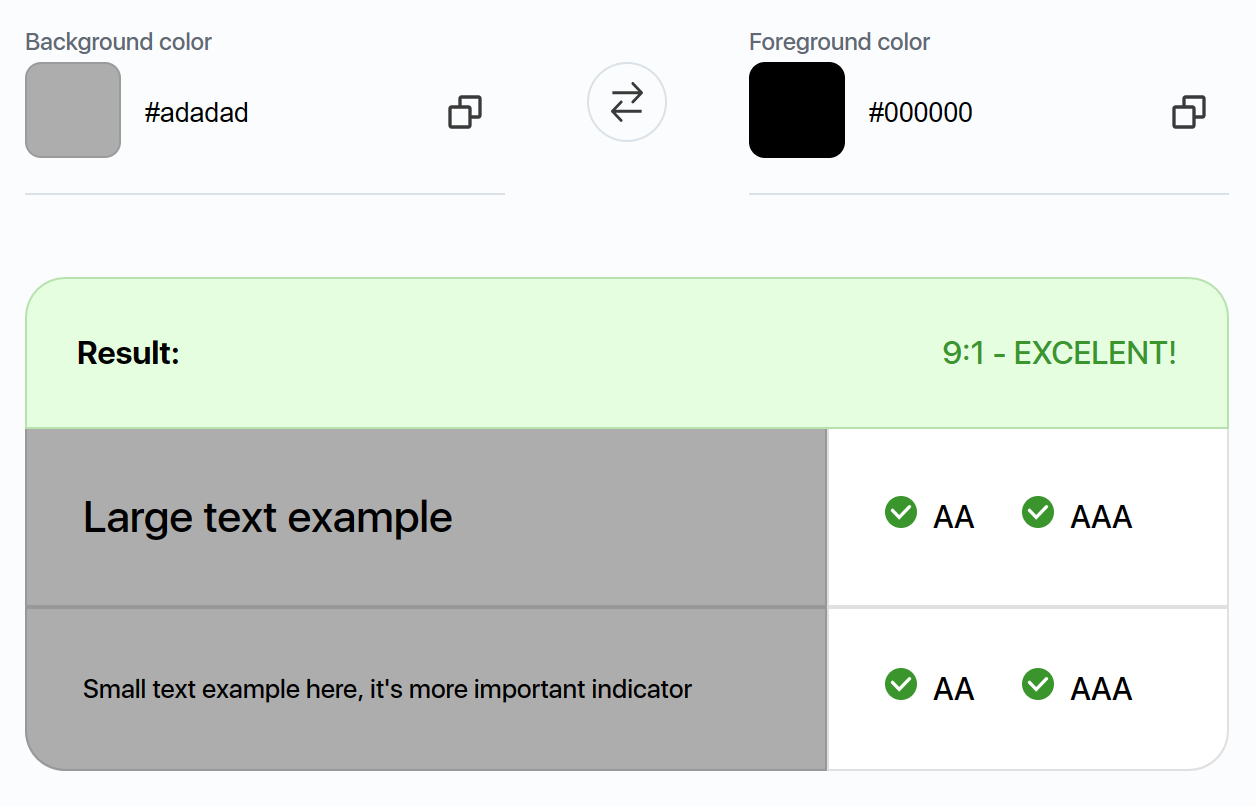 Background color
Foreground color
#adadad
#000000
Result:
9:1 - EXCELENT!
Large text example
AA
AAA
Small text example here, it's more important indicator
AA
AAA